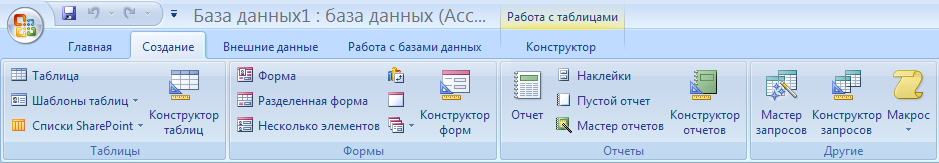 База данных1 : база данных (Acc...
Работа с таблицами
Главная
Создание
Внешние данные
Работа с базами данных
Конструктор
Таблица
Шаблоны таблиц
Списки SharePoint
Конструктор
таблиц
Таблицы
Форма
Разделенная форма
Несколько элементов
Конструктор
форм
Формы
Отчет
Наклейки
Пустой отчет
Мастер отчетов
Конструктор
отчетов
Отчеты
Мастер
запросов
Конструктор
запросов
Макрос
Другие